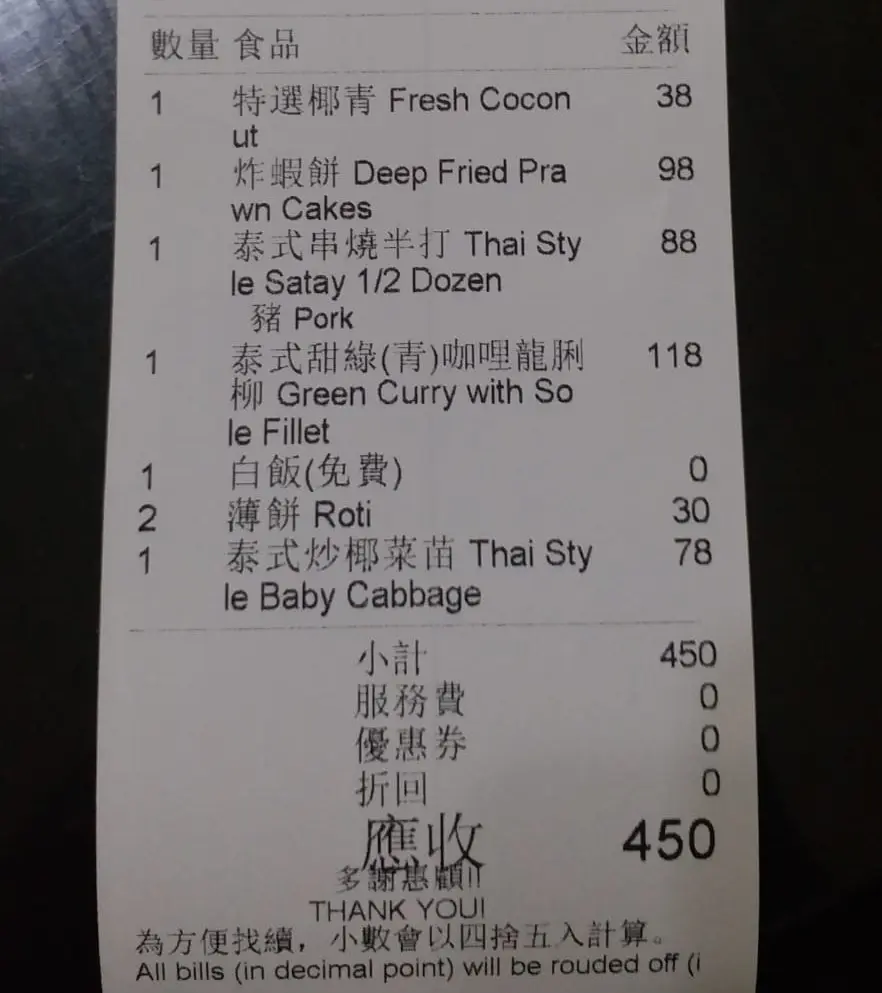 數量 食品 金額
1 特選椰青 Fresh Cocon 38
ut
1 炸蝦餅 Deep Fried Pra 98
wn Cakes
1 泰式串燒半打 Thai Sty 88
le Satay 1/2 Dozen
豬 Pork
1 泰式甜綠(青)咖哩龍脷 118
柳 Green Curry with So
le Fillet
1 白飯(免費) 0
2 薄餅 Roti 30
1 泰式炒椰菜苗 Thai Sty 78
le Baby Cabbage
小計 450
服務費 0
優惠券 0
折回 0
應收 450
多謝惠顧!!
THANK YOU!
為方便找續，小數會以四捨五入計算。
All bills (in decimal point) will be rouded off (i